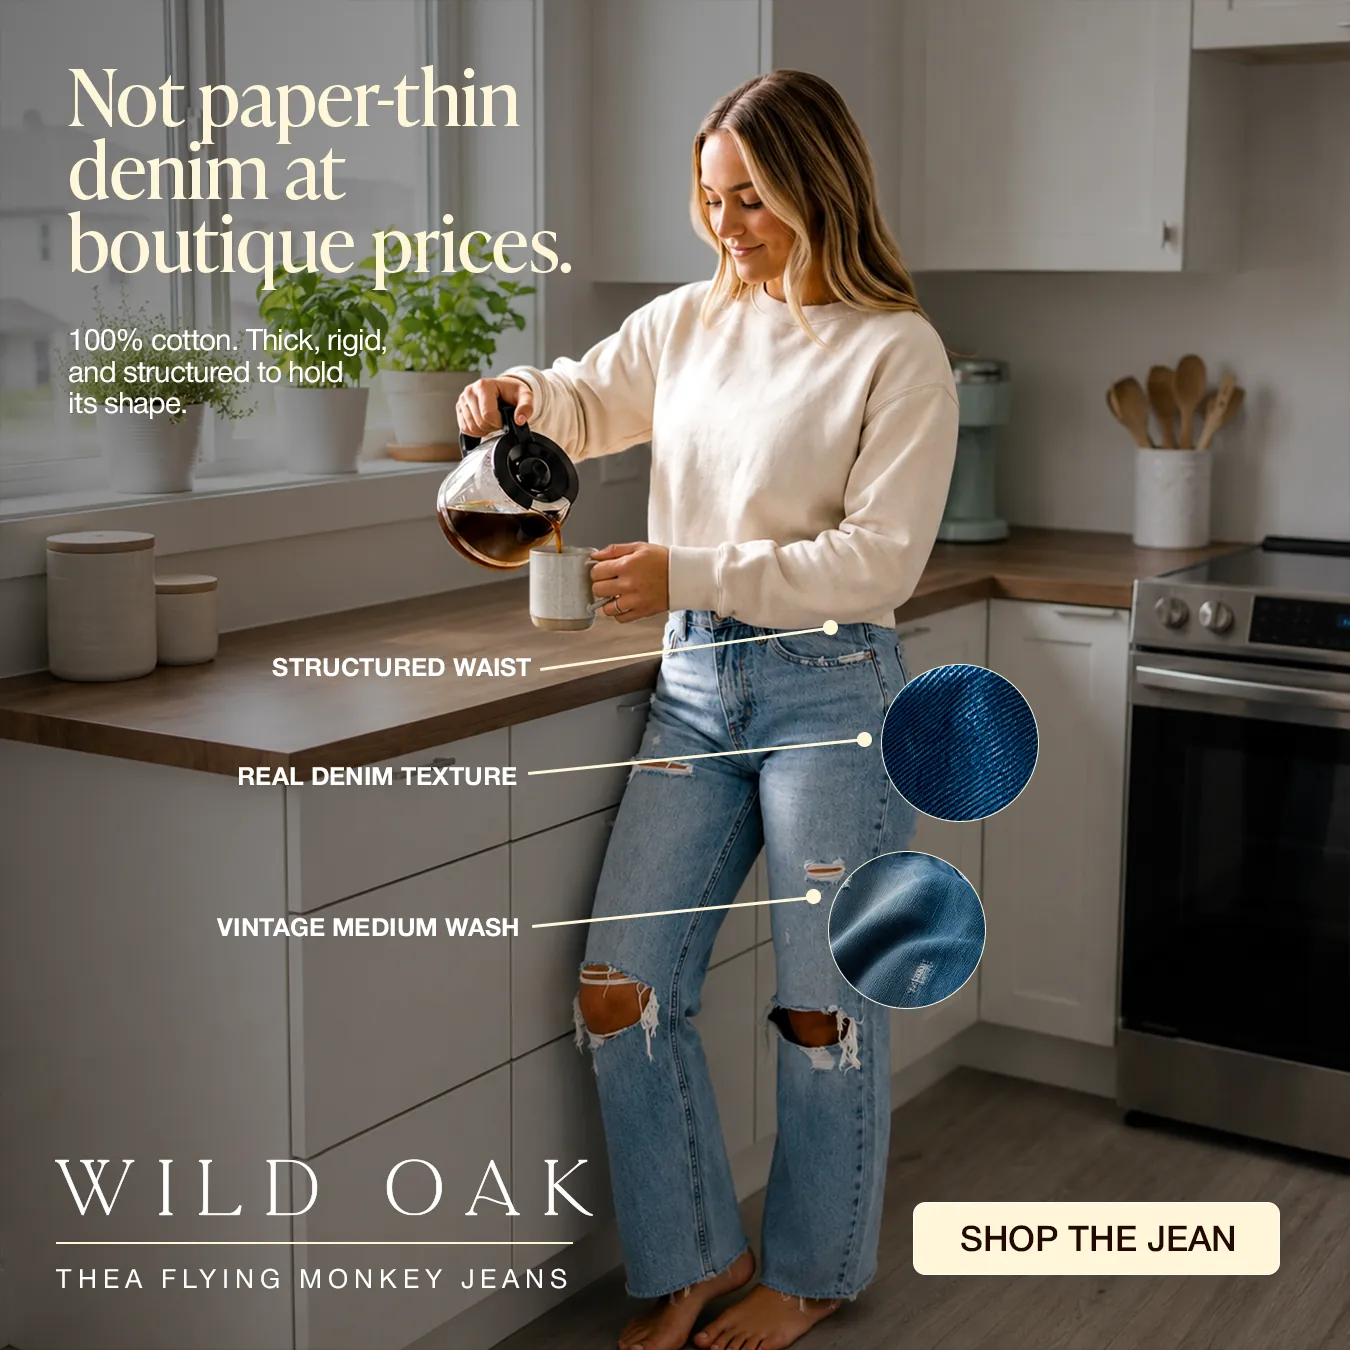 Not paper-thin
denim at
boutique prices.
100% cotton. Thick, rigid,
and structured to hold
its shape.
STRUCTURED WAIST
REAL DENIM TEXTURE
VINTAGE MEDIUM WASH
WILD OAK
THEA FLYING MONKEY JEANS
SHOP THE JEAN